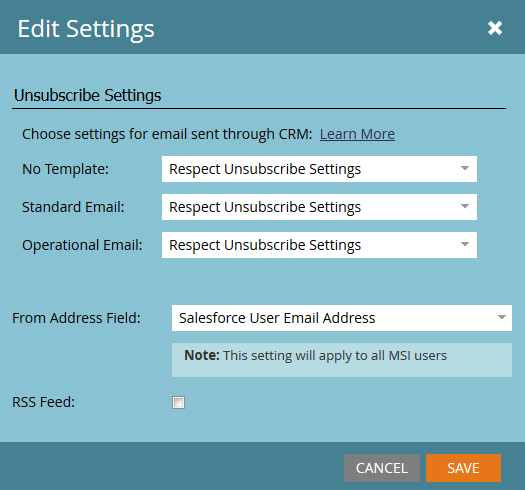 Edit Settings
Unsubscribe Settings
Choose settings for email sent through CRM: Learn More
No Template: Respect Unsubscribe Settings
Standard Email: Respect Unsubscribe Settings
Operational Email: Respect Unsubscribe Settings
From Address Field: Salesforce User Email Address
Note: This setting will apply to all MSI users
RSS Feed:
CANCEL SAVE